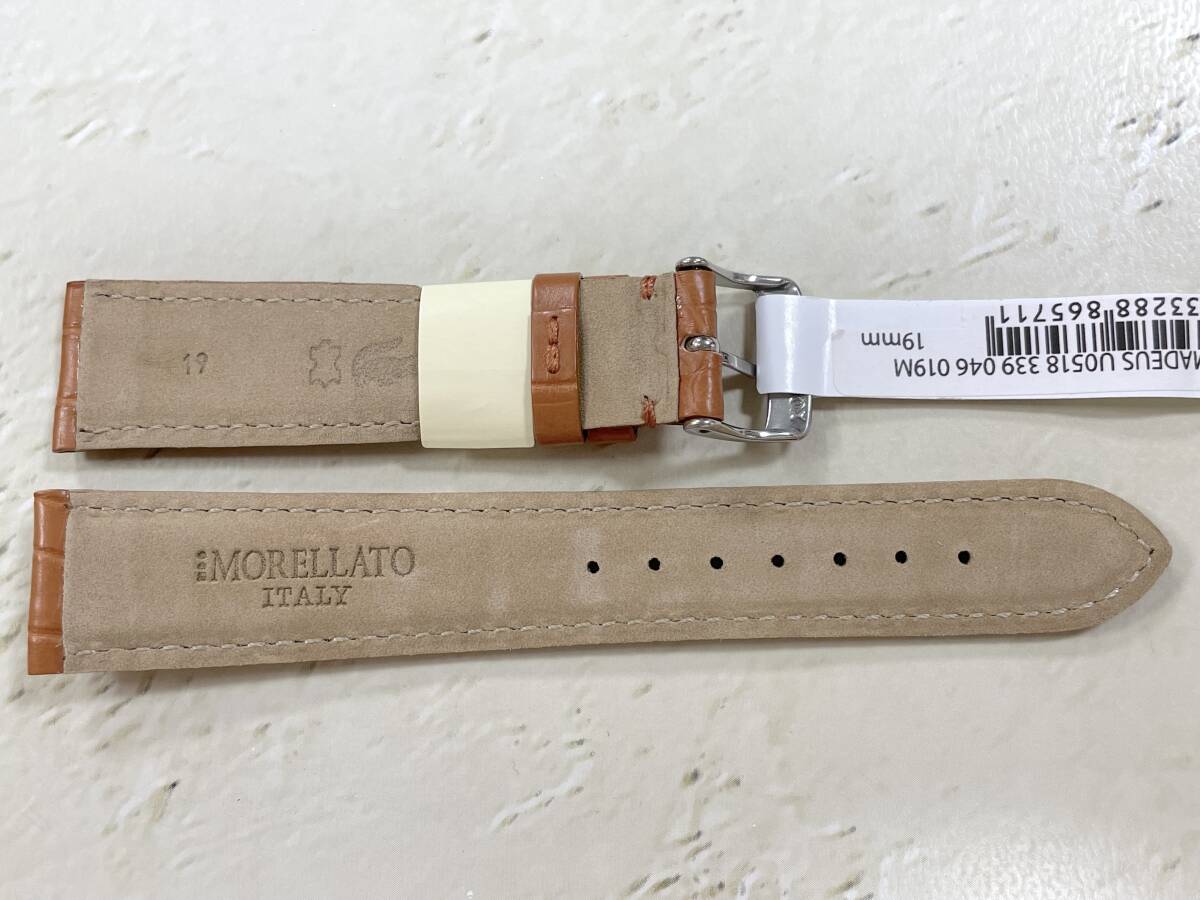 19
33288 865711
MADEUS U0518 339 046 019M
19mm
MORELLATO
ITALY